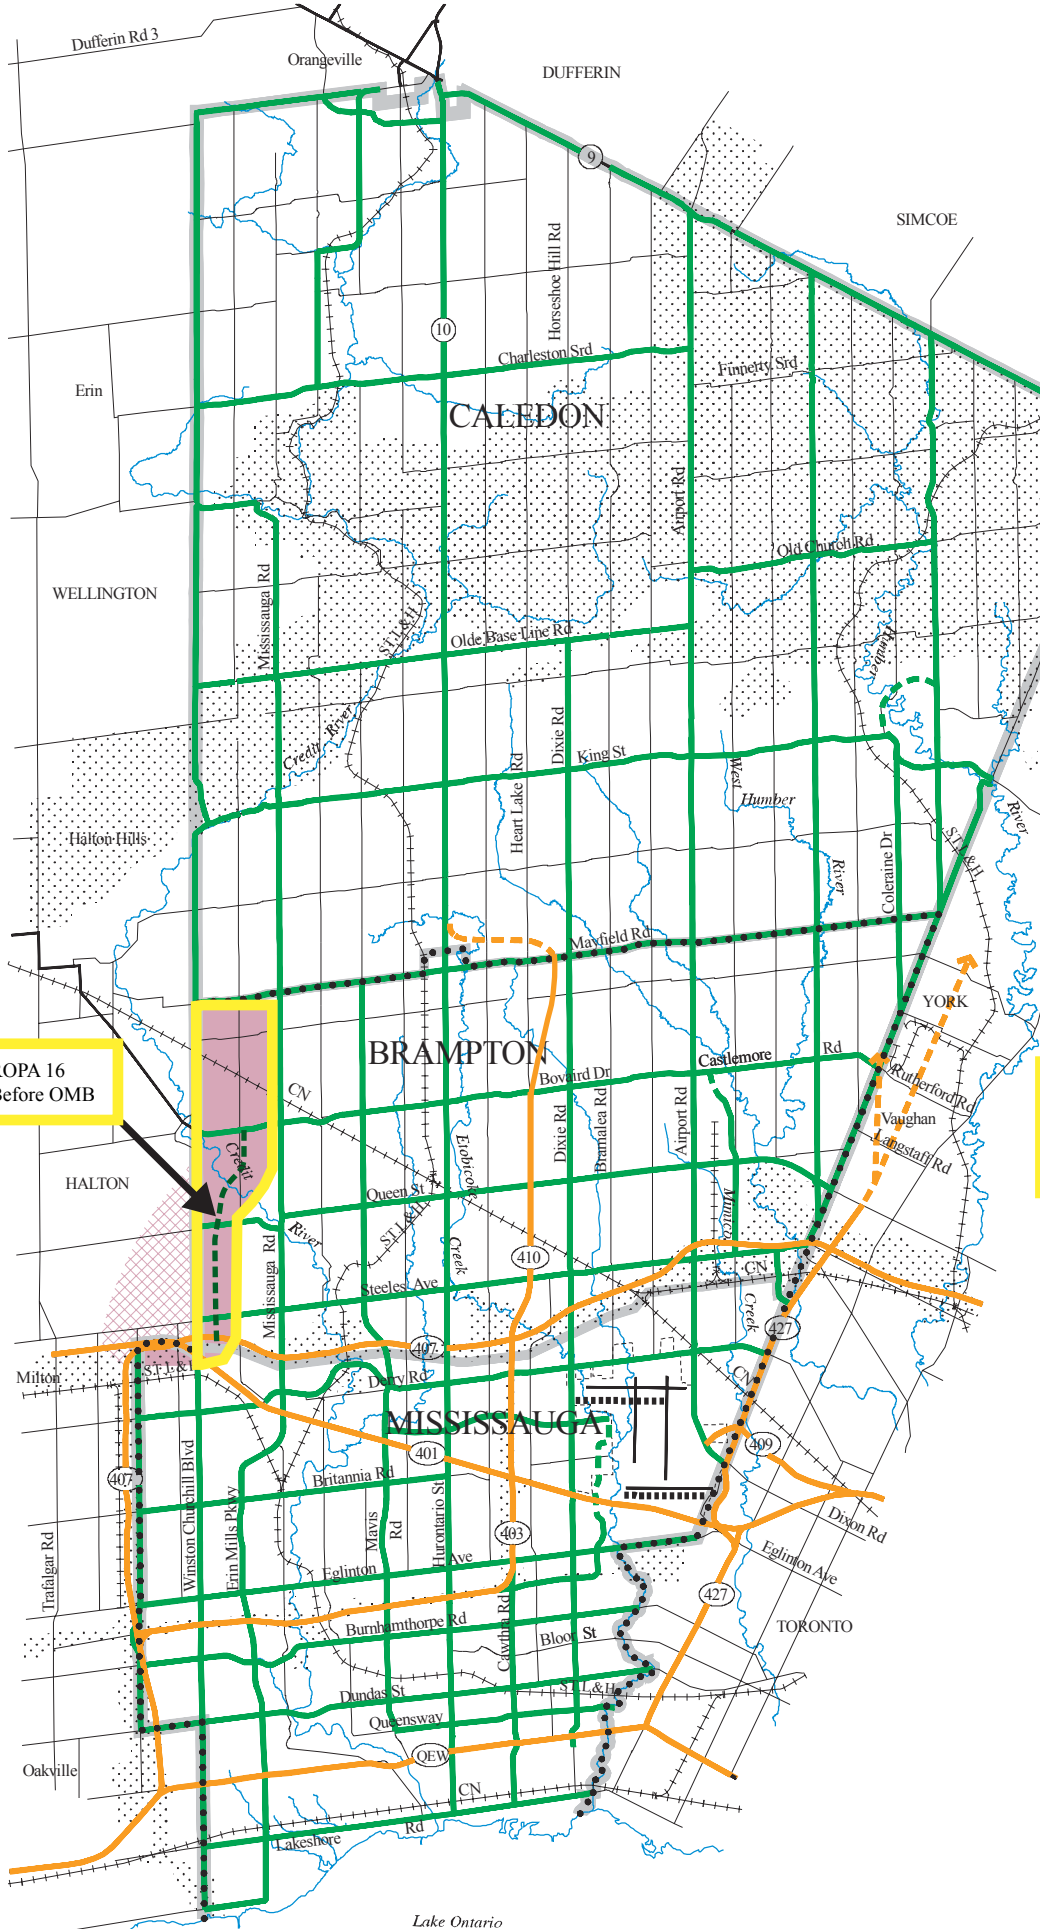 Dufferin Rd 3
Orangeville
DUFFERIN
9
SIMCOE
Horseshoe Hill Rd
10
Charleston Srd
Finnerty Srd
Erin
CALEDON
Airport Rd
Old Church Rd
WELLINGTON
Mississauga Rd
ST.L&H
Olde Base Line Rd
Humber
Credit River
Dixie Rd
King St
Heart Lake Rd
West
Humber
River
Halton Hills
River
Coleraine Dr
ST.L&H
Mayfield Rd
YORK
BRAMPTON
Castlemore
Rd
ROPA 16
Before OMB
CN
Bovaird Dr
Rutherford Rd
Vaughan
Langstaff Rd
Dixie Rd
Bramalea Rd
Airport Rd
Etobicoke
Credit
HALTON
Queen St
ST.L&H
River
Mimico
Mississauga Rd
Creek
410
CN
Steeles Ave
Creek
427
407
Milton
ST.L&H
Derry Rd
CN
MISSISSAUGA
401
409
407
Britannia Rd
Winston Churchill Blvd
Erin Mills Pkwy
Mavis
Rd
Hurontario St
403
Dixon Rd
Trafalgar Rd
Eglinton
Ave
Eglinton Ave
427
Cawthra Rd
Burnhamthorpe Rd
Bloor St
TORONTO
Dundas St
ST.L&H
Queensway
QEW
Oakville
CN
Lakeshore
Rd
Lake Ontario